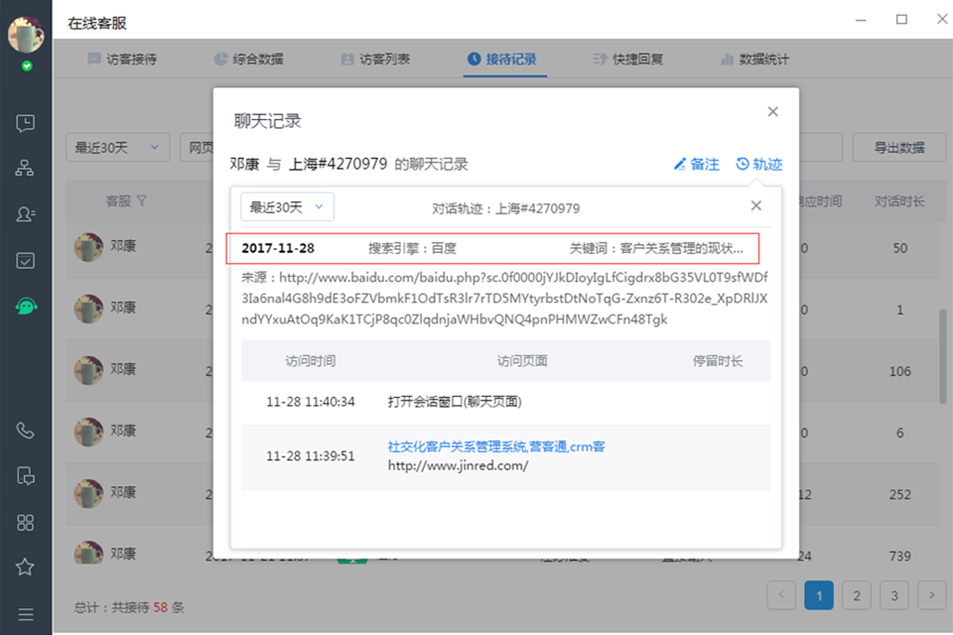 在线客服
访客接待 综合数据 访客列表 接待记录 快捷回复 数据统计
最近30天 网页 导出数据
客服 应时间 对话时长
聊天记录
邓康 与 上海#4270979 的聊天记录 备注 轨迹
最近30天 对话轨迹：上海#4270979
2017-11-28 搜索引擎：百度 关键词：客户关系管理的现状...
来源：http://www.baidu.com/baidu.php?sc.0f0000jYJkDIoyIgLfCigdrx8bG35VL0T9sfWDf
3Ia6nal4G8h9dE3oFZVbmkF1OdTsR3lr7rTD5MYtyrbstDtNoTqG-Zxnz6T-R302e_XpDRlJX
ndYYxuAtOq9KaK1TCjP8qc0ZlqdnjaWHbvQNQ4pnPHMWZwCFn48Tgk
访问时间 访问页面 停留时长
11-28 11:40:34 打开会话窗口(聊天页面)
11-28 11:39:51 社交化客户关系管理系统,营客通,crm客
http://www.jinred.com/
邓康 2 0 50
邓康 2 0 1
邓康 2 0 106
邓康 2 0 6
邓康 2 12 252
邓康 24 739
总计：共接待 58 条
1 2 3